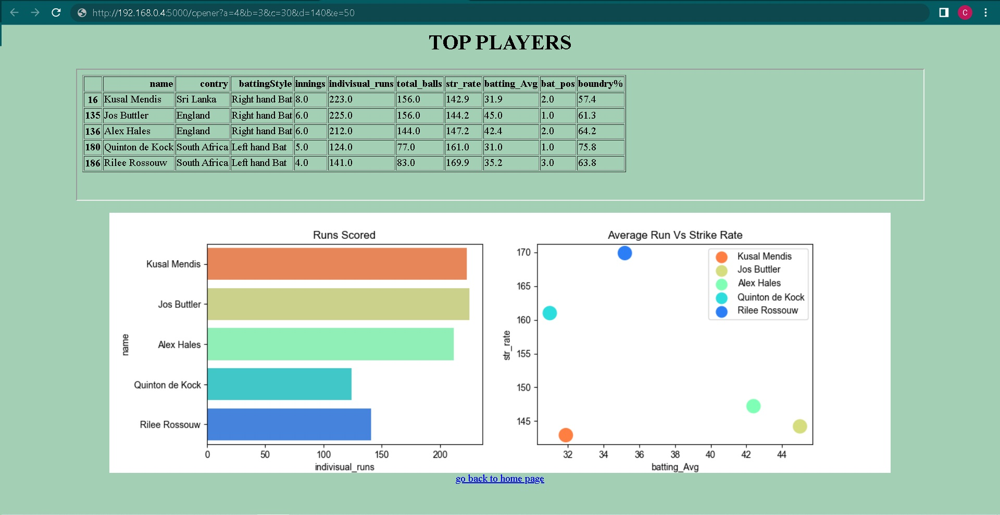 http://192.168.0.4:5000/opener?a=4&b=3&c=30&d=140&e=50
C
TOP PLAYERS
name contry battingStyle innings indivisual_runs total_balls str_rate batting_Avg bat_pos boundry%
16 Kusal Mendis Sri Lanka Right hand Bat 8.0 223.0 156.0 142.9 31.9 2.0 57.4
135 Jos Buttler England Right hand Bat 6.0 225.0 156.0 144.2 45.0 1.0 61.3
136 Alex Hales England Right hand Bat 6.0 212.0 144.0 147.2 42.4 2.0 64.2
180 Quinton de Kock South Africa Left hand Bat 5.0 124.0 77.0 161.0 31.0 1.0 75.8
186 Rilee Rossouw South Africa Left hand Bat 4.0 141.0 83.0 169.9 35.2 3.0 63.8
Runs Scored
Kusal Mendis
Jos Buttler
Alex Hales
Quinton de Kock
Rilee Rossouw
name
0 50 100 150 200
indivisual_runs
Average Run Vs Strike Rate
170
165
160
155
150
145
str_rate
Kusal Mendis
Jos Buttler
Alex Hales
Quinton de Kock
Rilee Rossouw
32 34 36 38 40 42 44
batting_Avg
go back to home page